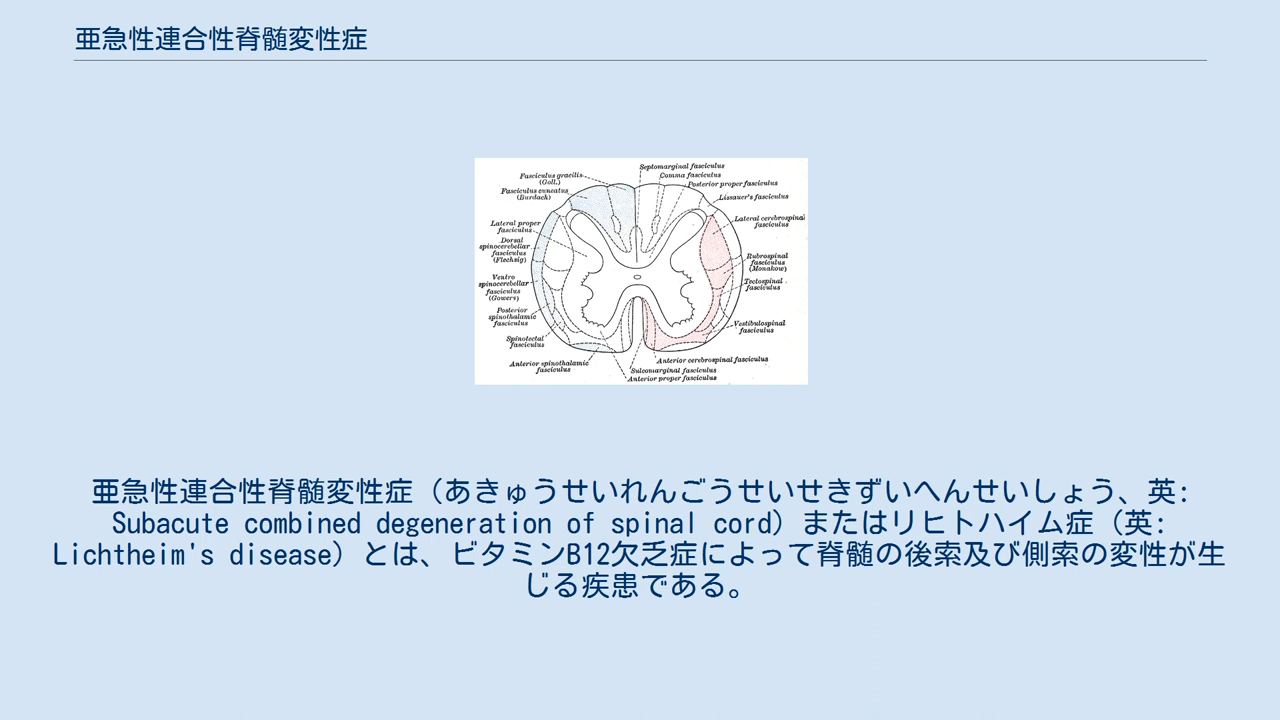 亜急性連合性脊髄変性症
Septomarginal fasciculus
Comma fasciculus
Posterior proper fasciculus
Lissauer's fasciculus
Lateral cerebrospinal
fasciculus
Rubrospinal
fasciculus
(Monakow)
Tectospinal
fasciculus
Vestibulospinal
fasciculus
Anterior cerebrospinal fasciculus
Sulcomarginal fasciculus
Anterior proper fasciculus
Fasciculus gracilis
(Goll.)
Fasciculus cuneatus
(Burdach)
Lateral proper
fasciculus
Dorsal
spinocerebellar
fasciculus
(Flechsig)
Ventro
spinocerebellar
fasciculus
(Gowers)
Posterior
spinothalamic
fasciculus
Spinotectal
fasciculus
Anterior spinothalamic
fasciculus
亜急性連合性脊髄変性症（あきゅうせいれんごうせいせきずいへんせいしょう、英:
Subacute combined degeneration of spinal cord）またはリヒトハイム症（英:
Lichtheim's disease）とは、ビタミンB12欠乏症によって脊髄の後索及び側索の変性が生
じる疾患である。